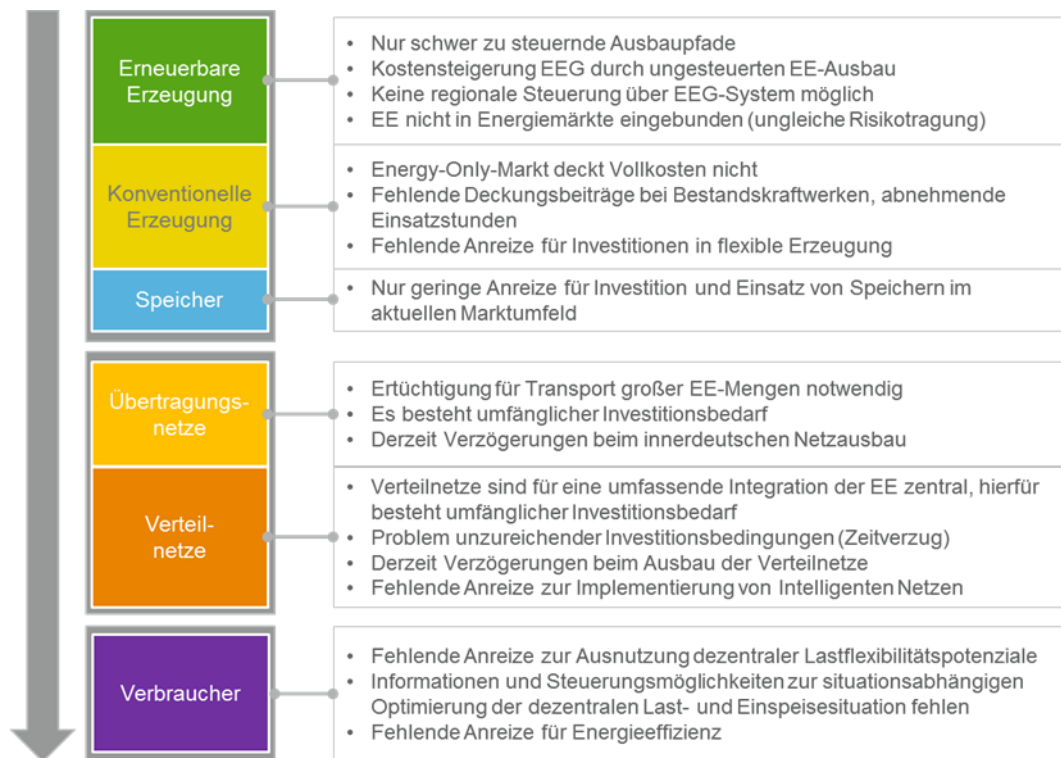 Erneuerbare
Erzeugung
• Nur schwer zu steuernde Ausbaupfade
• Kostensteigerung EEG durch ungesteuerten EE-Ausbau
• Keine regionale Steuerung über EEG-System möglich
• EE nicht in Energiemärkte eingebunden (ungleiche Risikotragung)
Konventionelle
Erzeugung
• Energy-Only-Markt deckt Vollkosten nicht
• Fehlende Deckungsbeiträge bei Bestandskraftwerken, abnehmende
Einsatzstunden
• Fehlende Anreize für Investitionen in flexible Erzeugung
Speicher
• Nur geringe Anreize für Investition und Einsatz von Speichern im
aktuellen Marktumfeld
Übertragungs-
netze
• Ertüchtigung für Transport großer EE-Mengen notwendig
• Es besteht umfänglicher Investitionsbedarf
• Derzeit Verzögerungen beim innerdeutschen Netzausbau
Verteil-
netze
• Verteilnetze sind für eine umfassende Integration der EE zentral, hierfür
besteht umfänglicher Investitionsbedarf
• Problem unzureichender Investitionsbedingungen (Zeitverzug)
• Derzeit Verzögerungen beim Ausbau der Verteilnetze
• Fehlende Anreize zur Implementierung von Intelligenten Netzen
Verbraucher
• Fehlende Anreize zur Ausnutzung dezentraler Lastflexibilitätspotenziale
• Informationen und Steuerungsmöglichkeiten zur situationsabhängigen
Optimierung der dezentralen Last- und Einspeisesituation fehlen
• Fehlende Anreize für Energieeffizienz